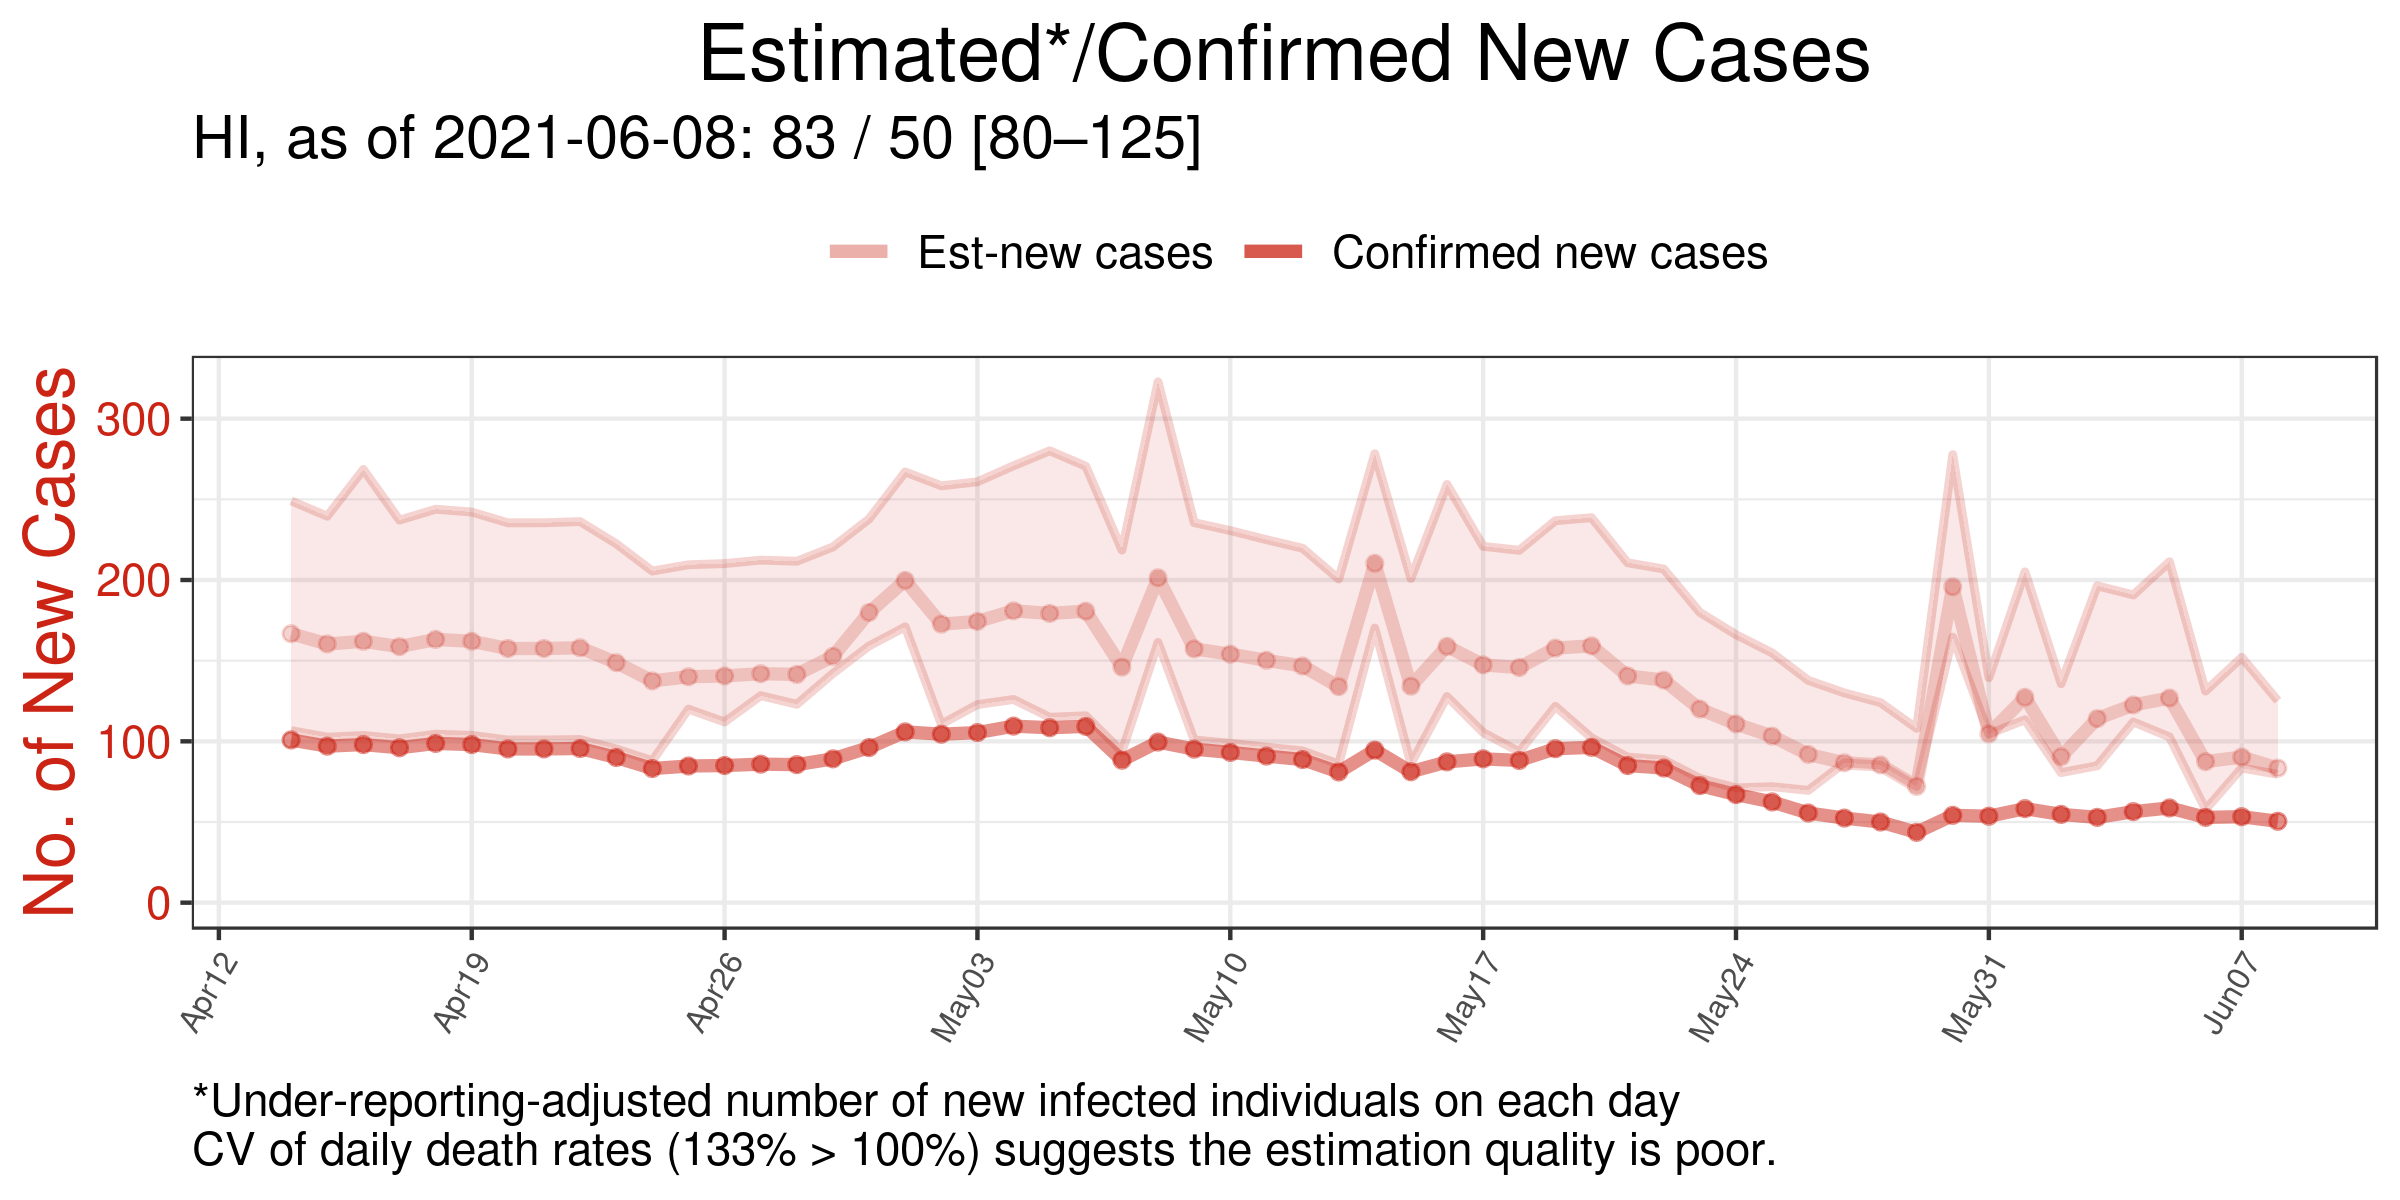 Estimated*/Confirmed New Cases
HI, as of 2021-06-08: 83 / 50 [80–125]
Est-new cases
Confirmed new cases
No. of New Cases
300
200
100
0
Apr12
Apr19
Apr26
May03
May10
May17
May24
May31
Jun07
*Under-reporting-adjusted number of new infected individuals on each day
CV of daily death rates (133% > 100%) suggests the estimation quality is poor.